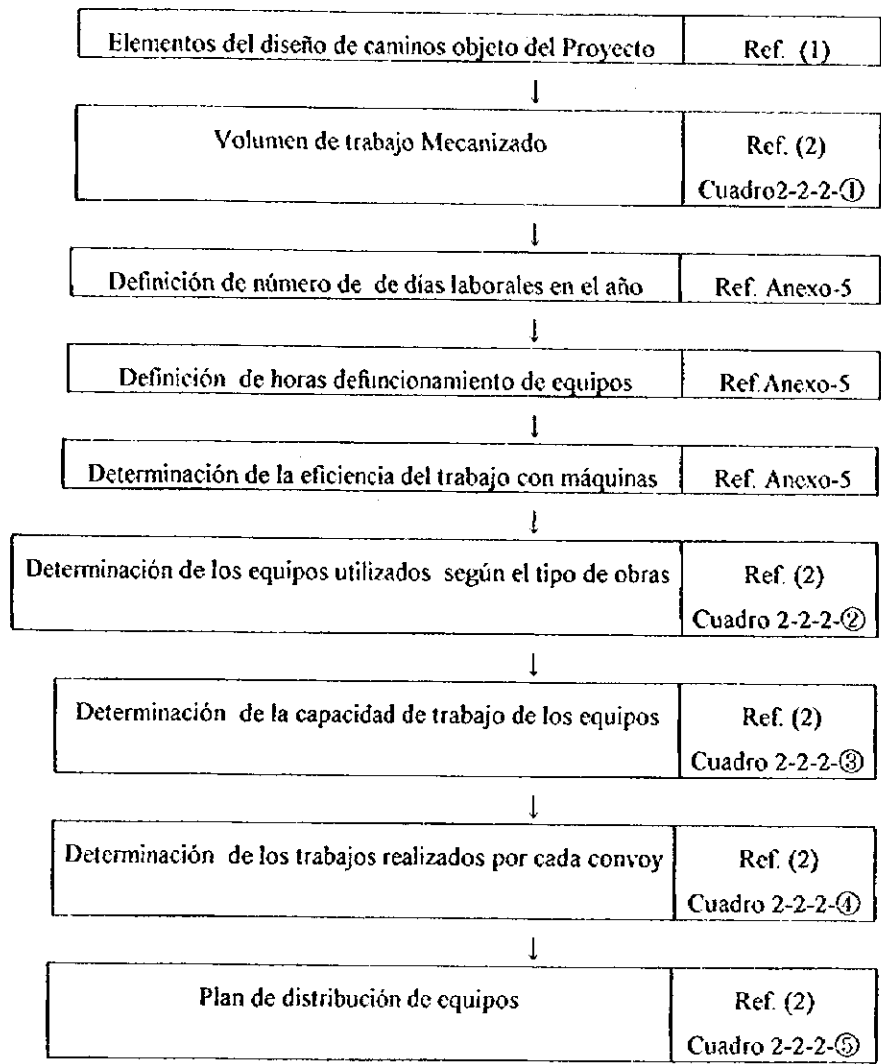 Elementos del diseño de caminos objeto del Proyecto Ref. (1)
↓
Volumen de trabajo Mecanizado Ref. (2)
Cuadro2-2-2-①
↓
Definición de número de de días laborales en el año Ref. Anexo-5
↓
Definición de horas defuncionamiento de equipos Ref. Anexo-5
↓
Determinación de la eficiencia del trabajo con máquinas Ref. Anexo-5
↓
Determinación de los equipos utilizados según el tipo de obras Ref. (2)
Cuadro 2-2-2-②
↓
Determinación de la capacidad de trabajo de los equipos Ref. (2)
Cuadro 2-2-2-③
↓
Determinación de los trabajos realizados por cada convoy Ref. (2)
Cuadro 2-2-2-④
↓
Plan de distribución de equipos Ref. (2)
Cuadro 2-2-2-⑤